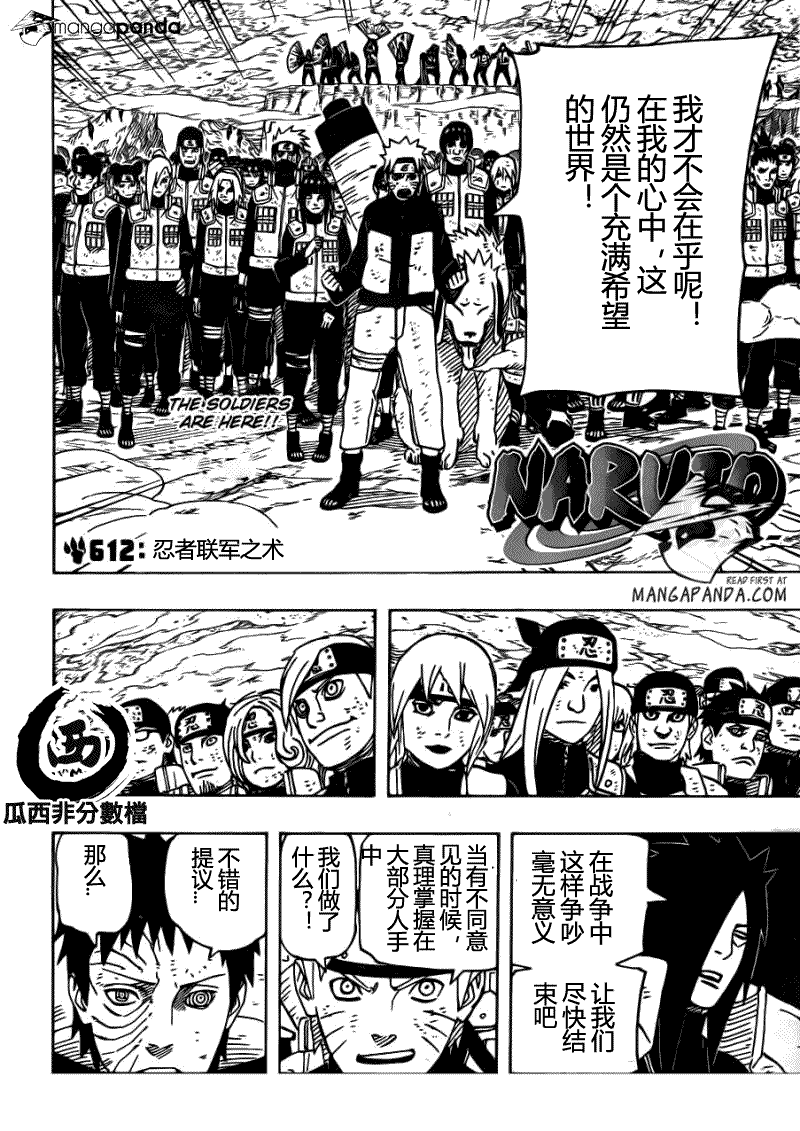 mangapanda
我才不会在乎呢！
在我的心中，这
仍然是个充满希望
的世界！
THE SOLDIERS
ARE HERE!!
NARUTO
612：忍者联军之术
READ FIRST AT
MANGAPANDA.COM
西
瓜西非分數檔
在战争中
这样争吵
毫无意义
让我们
尽快结
束吧
当有不同意
见的时候，
真理掌握在
大部分人手
中
我们做了
什么？！
不错的
提议…
那么…